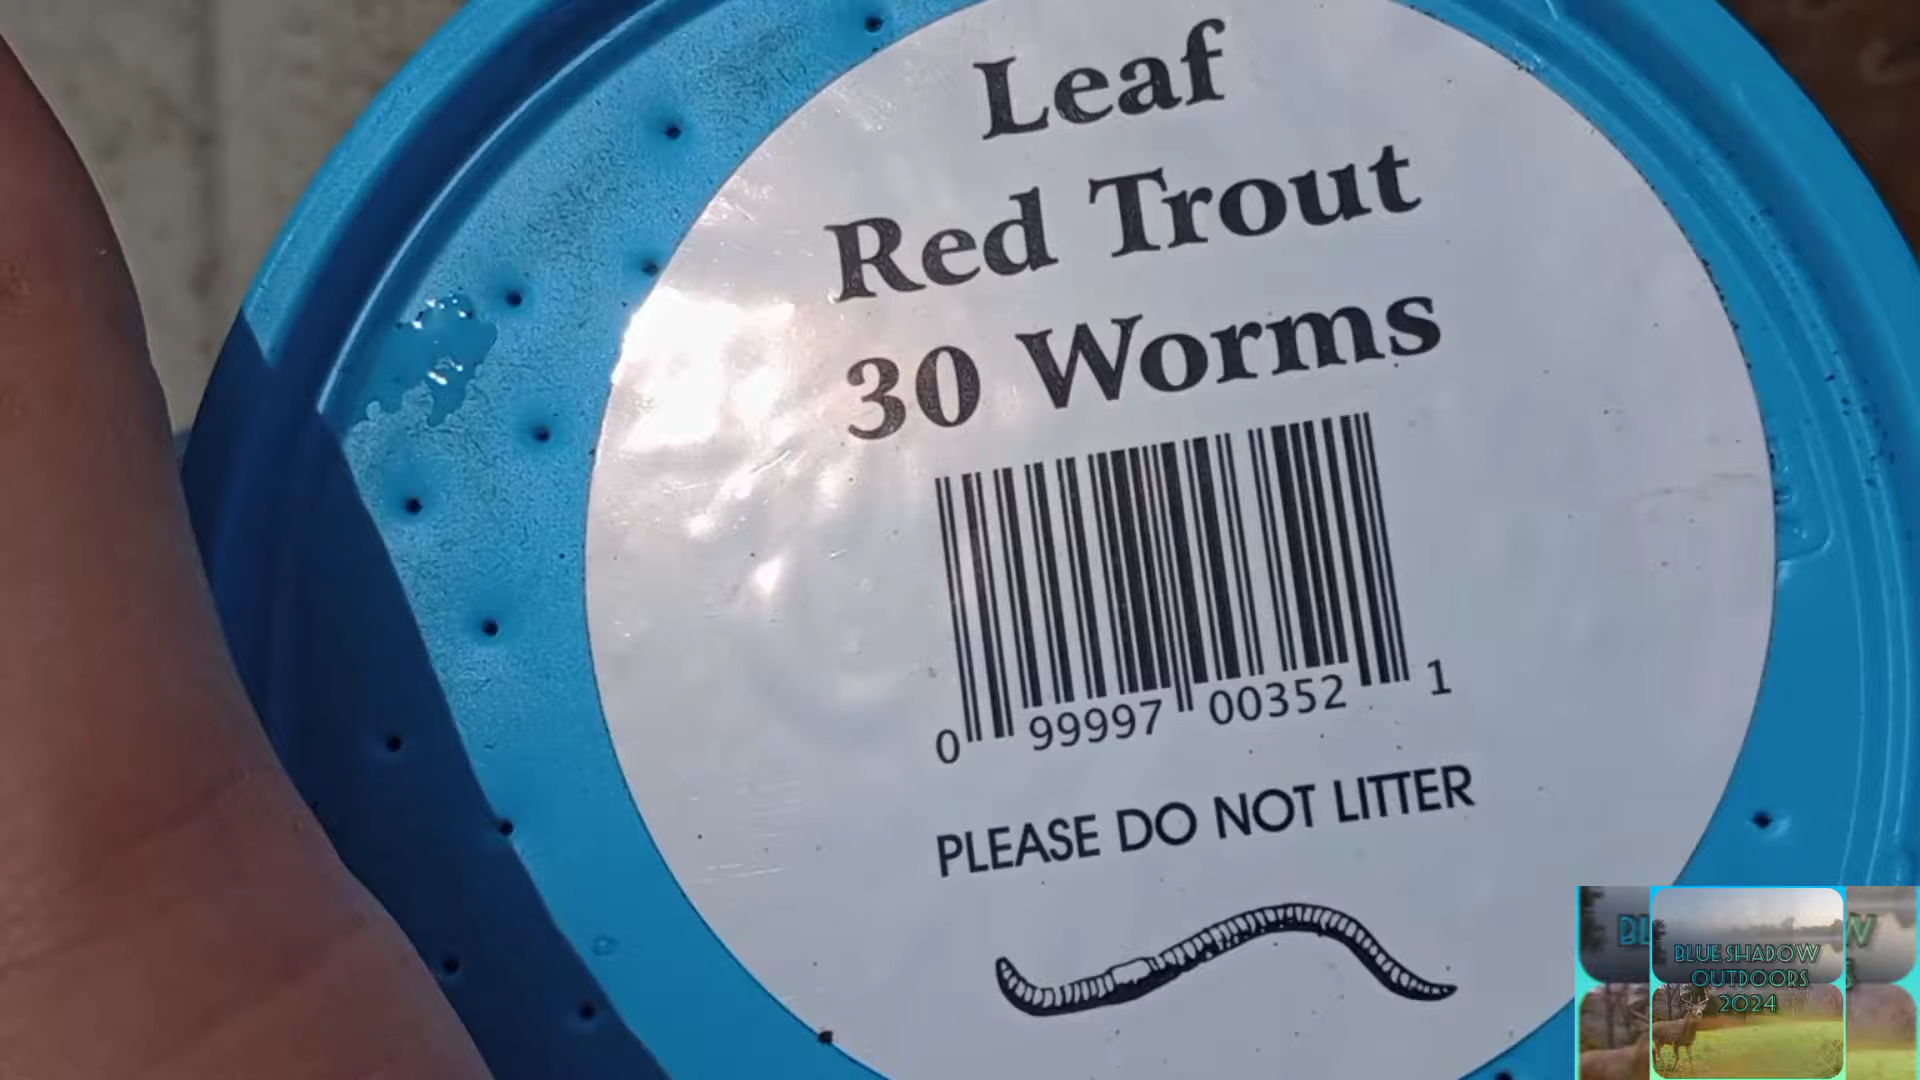 Leaf
Red Trout
30 Worms
0 99997 00352 1
PLEASE DO NOT LITTER
BLUE SHADOW
OUTDOORS
2024